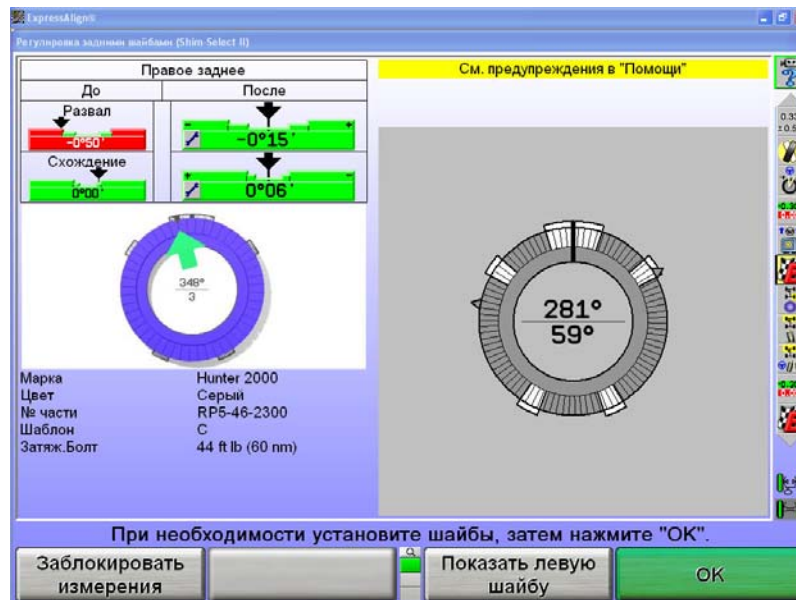 ExpressAlign®
Регулировка задними шайбами (Shim Select II)
Правое заднее
До После
Развал
-0°50' -0°15'
Схождение
0°00' 0°06'
348°
3
Марка Hunter 2000
Цвет Серый
№ части RP5-46-2300
Шаблон C
Затяж.Болт 44 ft lb (60 nm)
См. предупреждения в "Помощи"
281°
59°
При необходимости установите шайбы, затем нажмите "OK".
Заблокировать
измерения
Показать левую
шайбу
OK